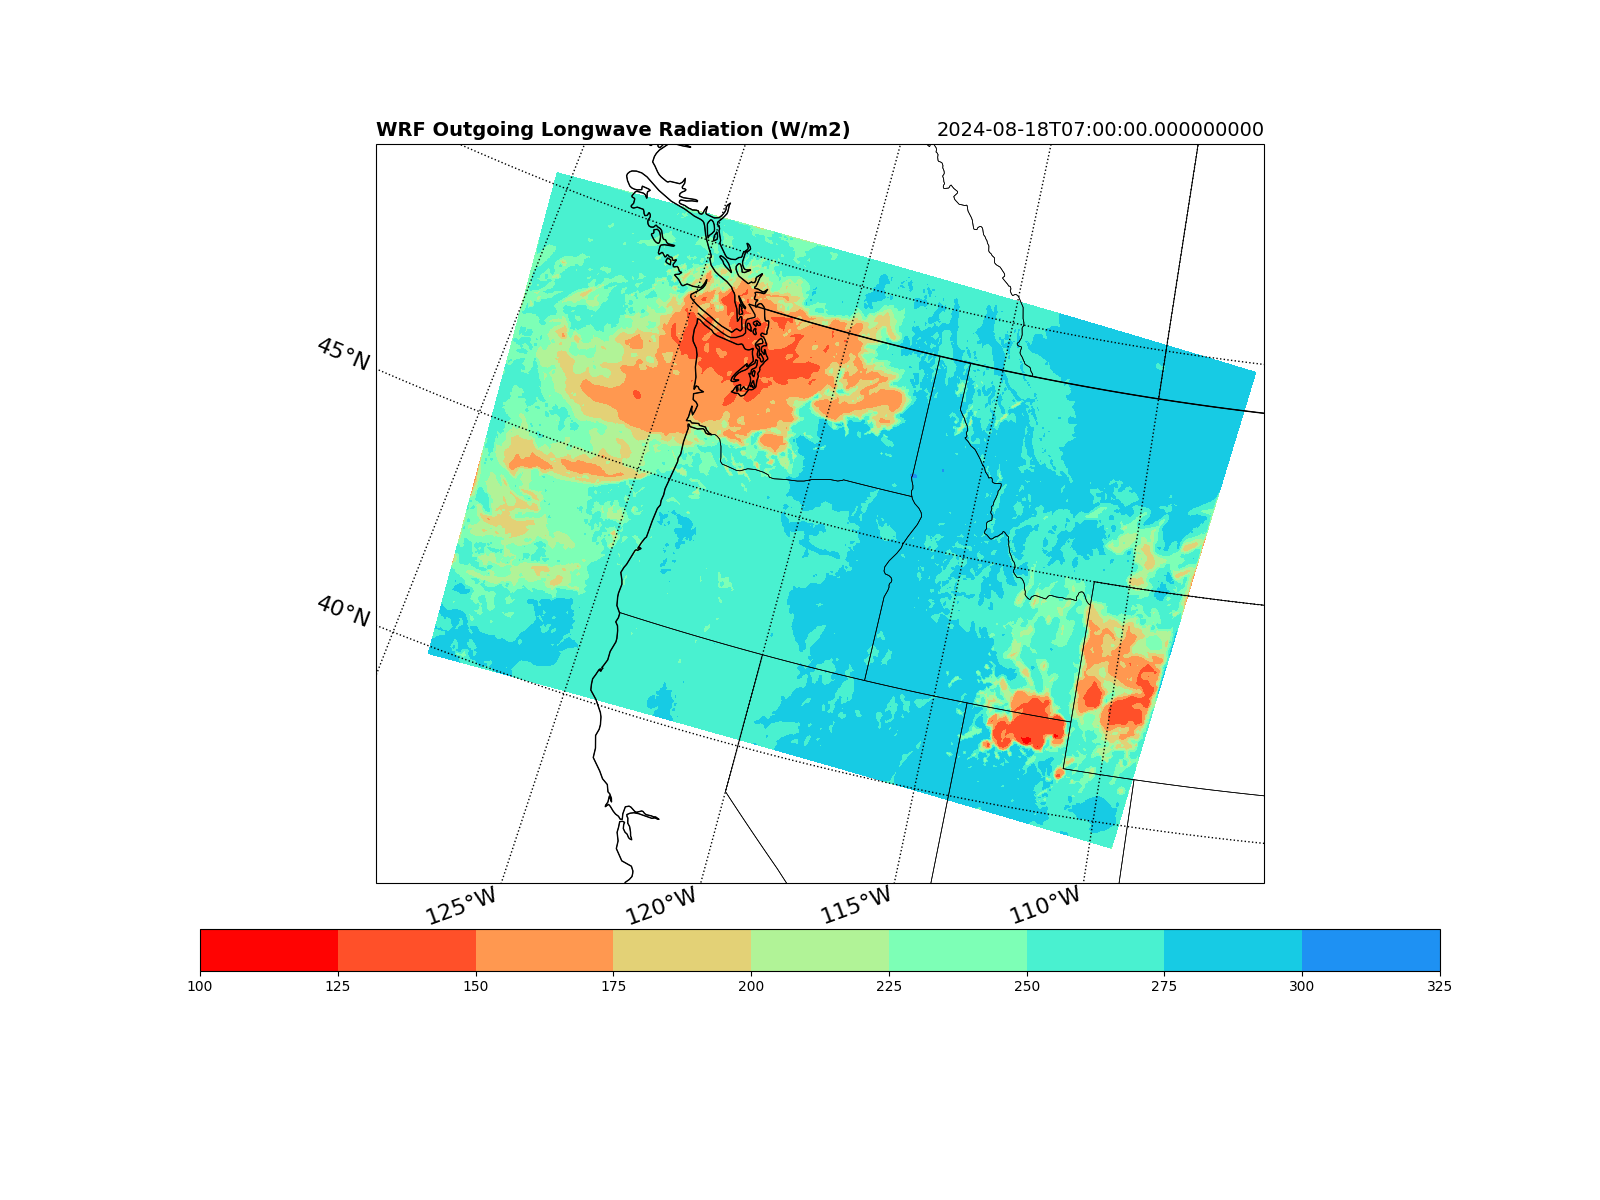 WRF Outgoing Longwave Radiation (W/m2) 2024-08-18T07:00:00.000000000
45°N
40°N
125°W 120°W 115°W 110°W
100 125 150 175 200 225 250 275 300 325